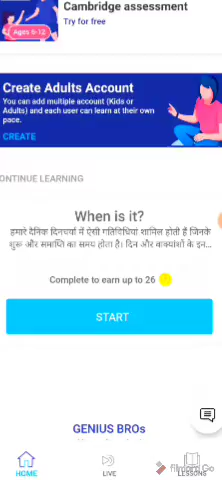 Cambridge assessment
Try for free
Ages 6-12
Create Adults Account
You can add multiple account (Kids or
Adults) and each user can learn at their own
pace.
CREATE
ONTINUE LEARNING
When is it?
हमारे दैनिक दिनचर्या में ऐसी गतिविधियां शामिल होती हैं जिनके
शुरू और समाप्ति का समय होता है। दिन और वाक्यांशों के इन...
Complete to earn up to 26
START
GENIUS BROs
HOME
LIVE
LESSONS